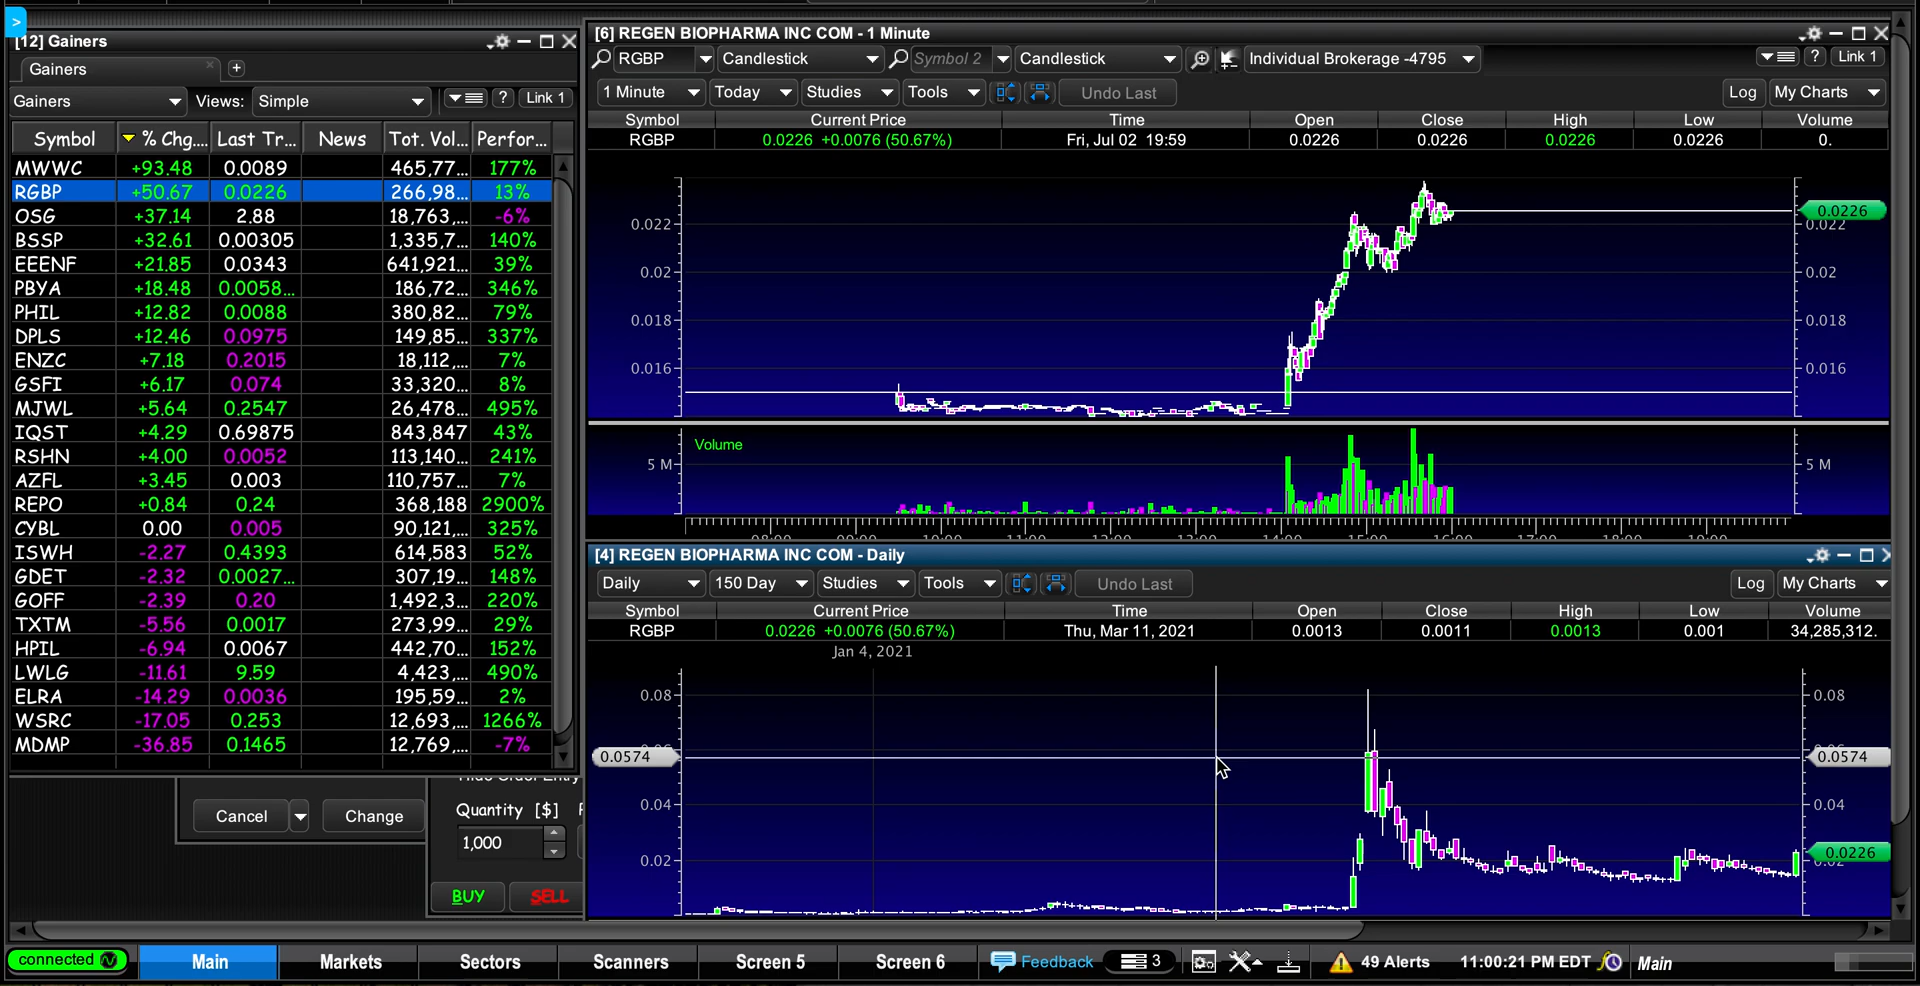 >
[12] Gainers
Gainers
+
Gainers Views: Simple ? Link 1
Symbol % Chg.... Last Tr... News Tot. Vol... Perfor...
MWWC +93.48 0.0089 465,77... 177%
RGBP +50.67 0.0226 266,98... 13%
OSG +37.14 2.88 18,763,... -6%
BSSP +32.61 0.00305 1,335,7... 140%
EEENF +21.85 0.0343 641,921... 39%
PBYA +18.48 0.0058... 186,72... 346%
PHIL +12.82 0.0088 380,82... 79%
DPLS +12.46 0.0975 149,85... 337%
ENZC +7.18 0.2015 18,112,... 7%
GSFI +6.17 0.074 33,320... 8%
MJWL +5.64 0.2547 26,478... 495%
IQST +4.29 0.69875 843,847 43%
RSHN +4.00 0.0052 113,140... 241%
AZFL +3.45 0.003 110,757... 7%
REPO +0.84 0.24 368,188 2900%
CYBL 0.00 0.005 90,121,... 325%
ISWH -2.27 0.4393 614,583 52%
GDET -2.32 0.0027... 307,19... 148%
GOFF -2.39 0.20 1,492,3... 220%
TXTM -5.56 0.0017 273,99... 29%
HPIL -6.94 0.0067 442,70... 152%
LWLG -11.61 9.59 4,423,... 490%
ELRA -14.29 0.0036 195,59... 2%
WSRC -17.05 0.253 12,693,... 1266%
MDMP -36.85 0.1465 12,769,... -7%
Cancel Change
Quantity [$]
1,000
BUY SELL
[6] REGEN BIOPHARMA INC COM - 1 Minute
RGBP Candlestick Symbol 2 Candlestick Individual Brokerage -4795 ? Link 1
1 Minute Today Studies Tools Undo Last Log My Charts
Symbol Current Price Time Open Close High Low Volume
RGBP 0.0226 +0.0076 (50.67%) Fri, Jul 02 19:59 0.0226 0.0226 0.0226 0.0226 0.
0.0226
0.022 0.022
0.02 0.02
0.018 0.018
0.016 0.016
Volume
5 M 5 M
[4] REGEN BIOPHARMA INC COM - Daily
Daily 150 Day Studies Tools Undo Last Log My Charts
Symbol Current Price Time Open Close High Low Volume
RGBP 0.0226 +0.0076 (50.67%) Thu, Mar 11, 2021 0.0013 0.0011 0.0013 0.001 34,285,312.
Jan 4, 2021
0.08 0.08
0.0574 0.0574
0.04 0.04
0.02 0.0226
connected Main Markets Sectors Scanners Screen 5 Screen 6 Feedback 3 49 Alerts 11:00:21 PM EDT Main